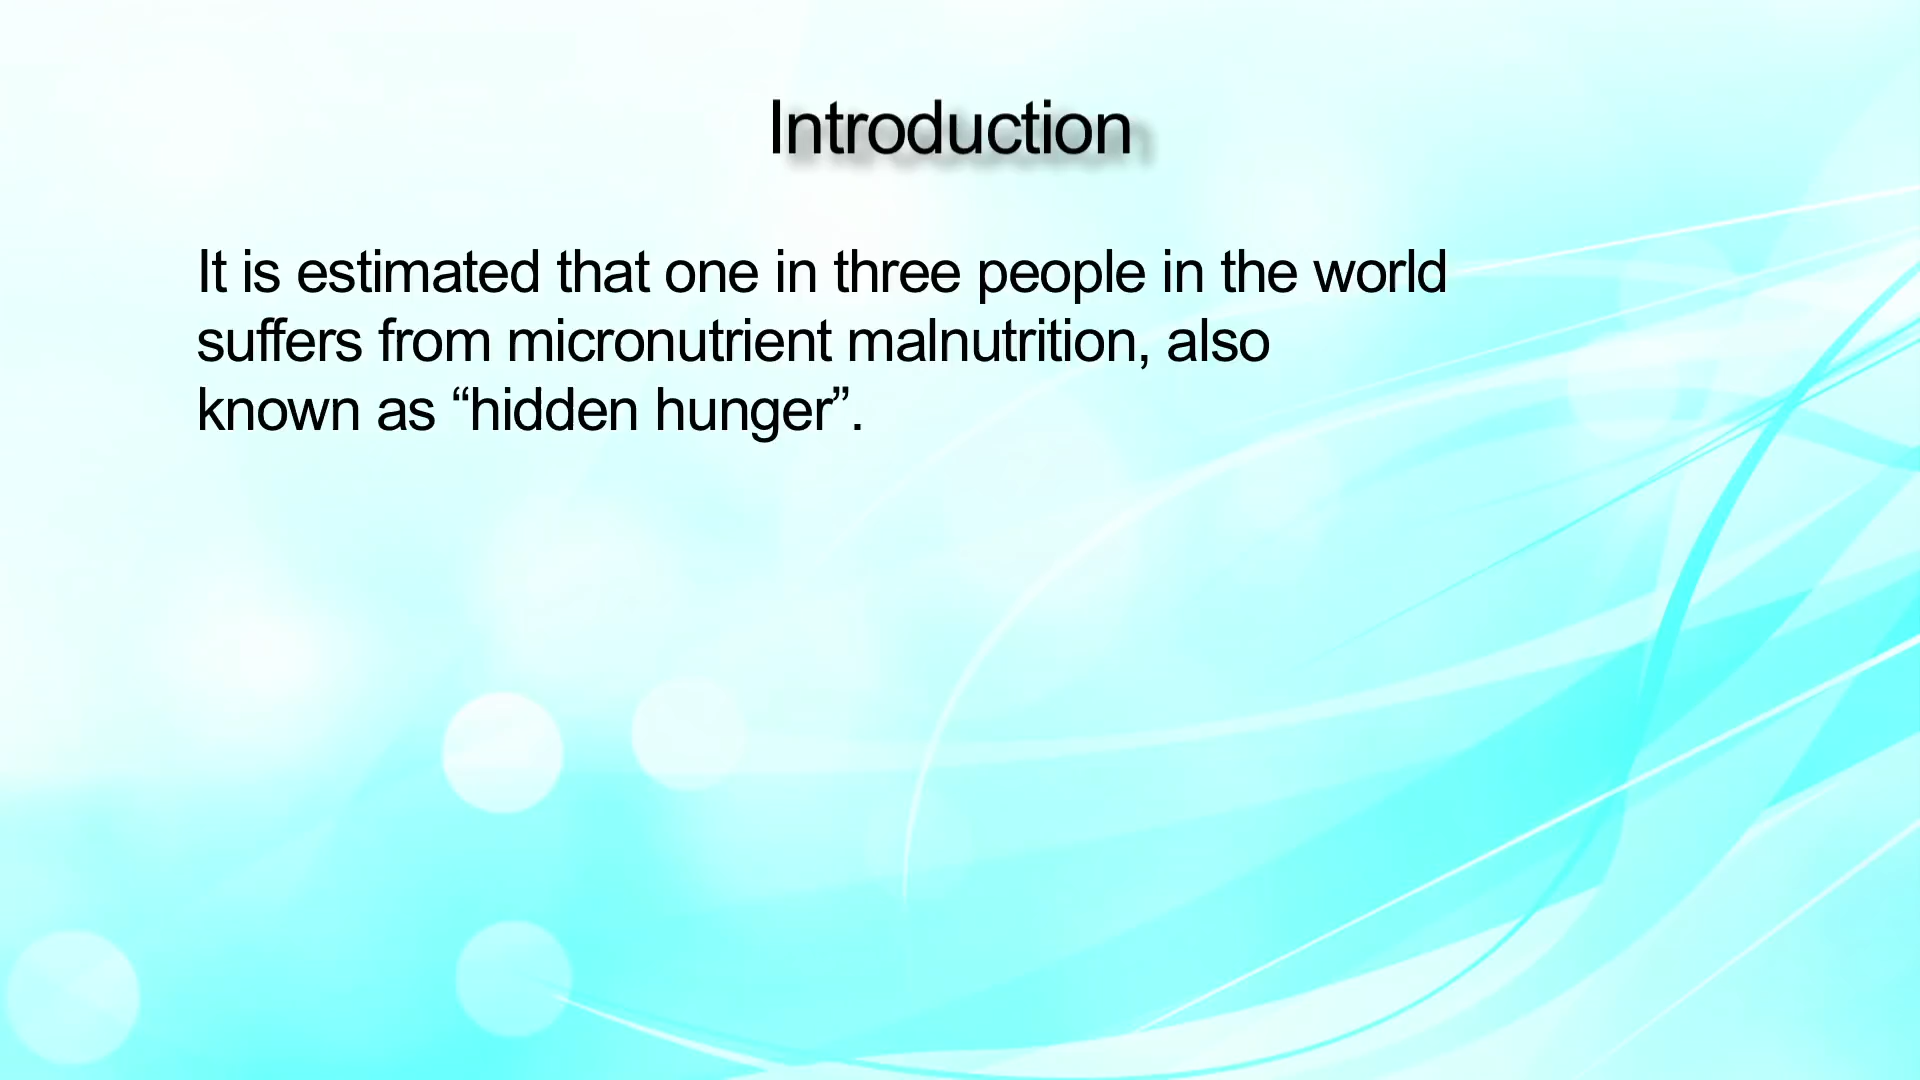 Introduction
It is estimated that one in three people in the world
suffers from micronutrient malnutrition, also
known as “hidden hunger”.